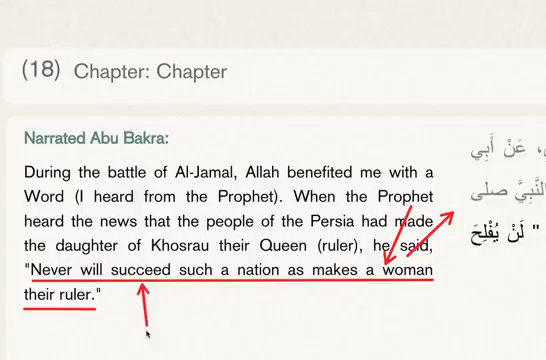 (18) Chapter: Chapter
Narrated Abu Bakra:
During the battle of Al-Jamal, Allah benefited me with a
Word (I heard from the Prophet). When the Prophet
heard the news that the people of the Persia had made
the daughter of Khosrau their Queen (ruler), he said,
"Never will succeed such a nation as makes a woman
their ruler."
، عَنْ أَبِي
النَّبِيَّ صلى
" لَنْ يُفْلِحَ